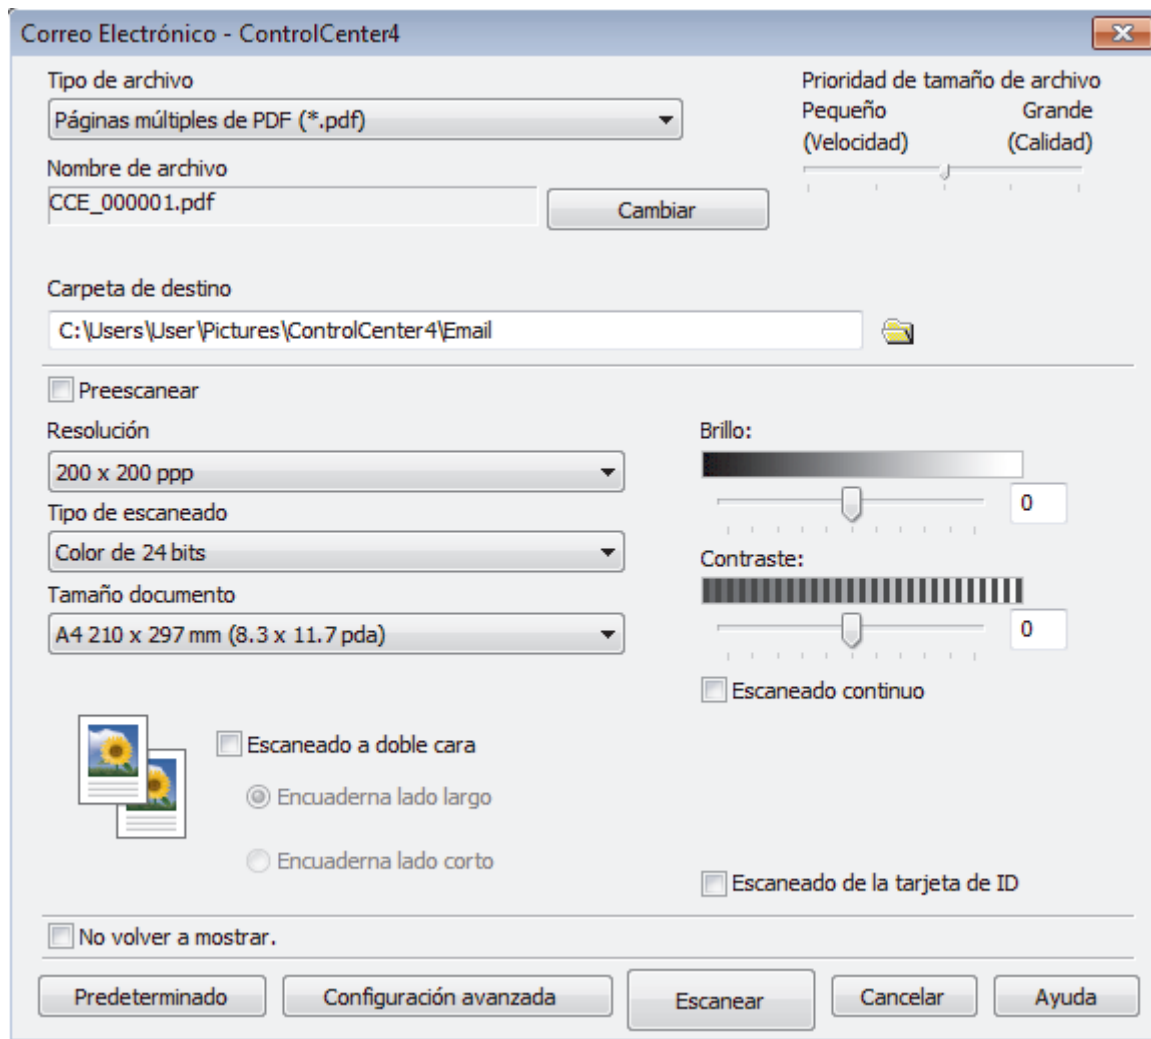 Correo Electrónico - ControlCenter4
Tipo de archivo
Páginas múltiples de PDF (*.pdf)
Prioridad de tamaño de archivo
Pequeño Grande
(Velocidad) (Calidad)
Nombre de archivo
CCE_000001.pdf
Cambiar
Carpeta de destino
C:\Users\User\Pictures\ControlCenter4\Email
Preescanear
Resolución
200 x 200 ppp
Tipo de escaneado
Color de 24 bits
Tamaño documento
A4 210 x 297 mm (8.3 x 11.7 pda)
Brillo:
0
Contraste:
0
Escaneado continuo
Escaneado a doble cara
Encuaderna lado largo
Encuaderna lado corto
Escaneado de la tarjeta de ID
No volver a mostrar.
Predeterminado
Configuración avanzada
Escanear
Cancelar
Ayuda